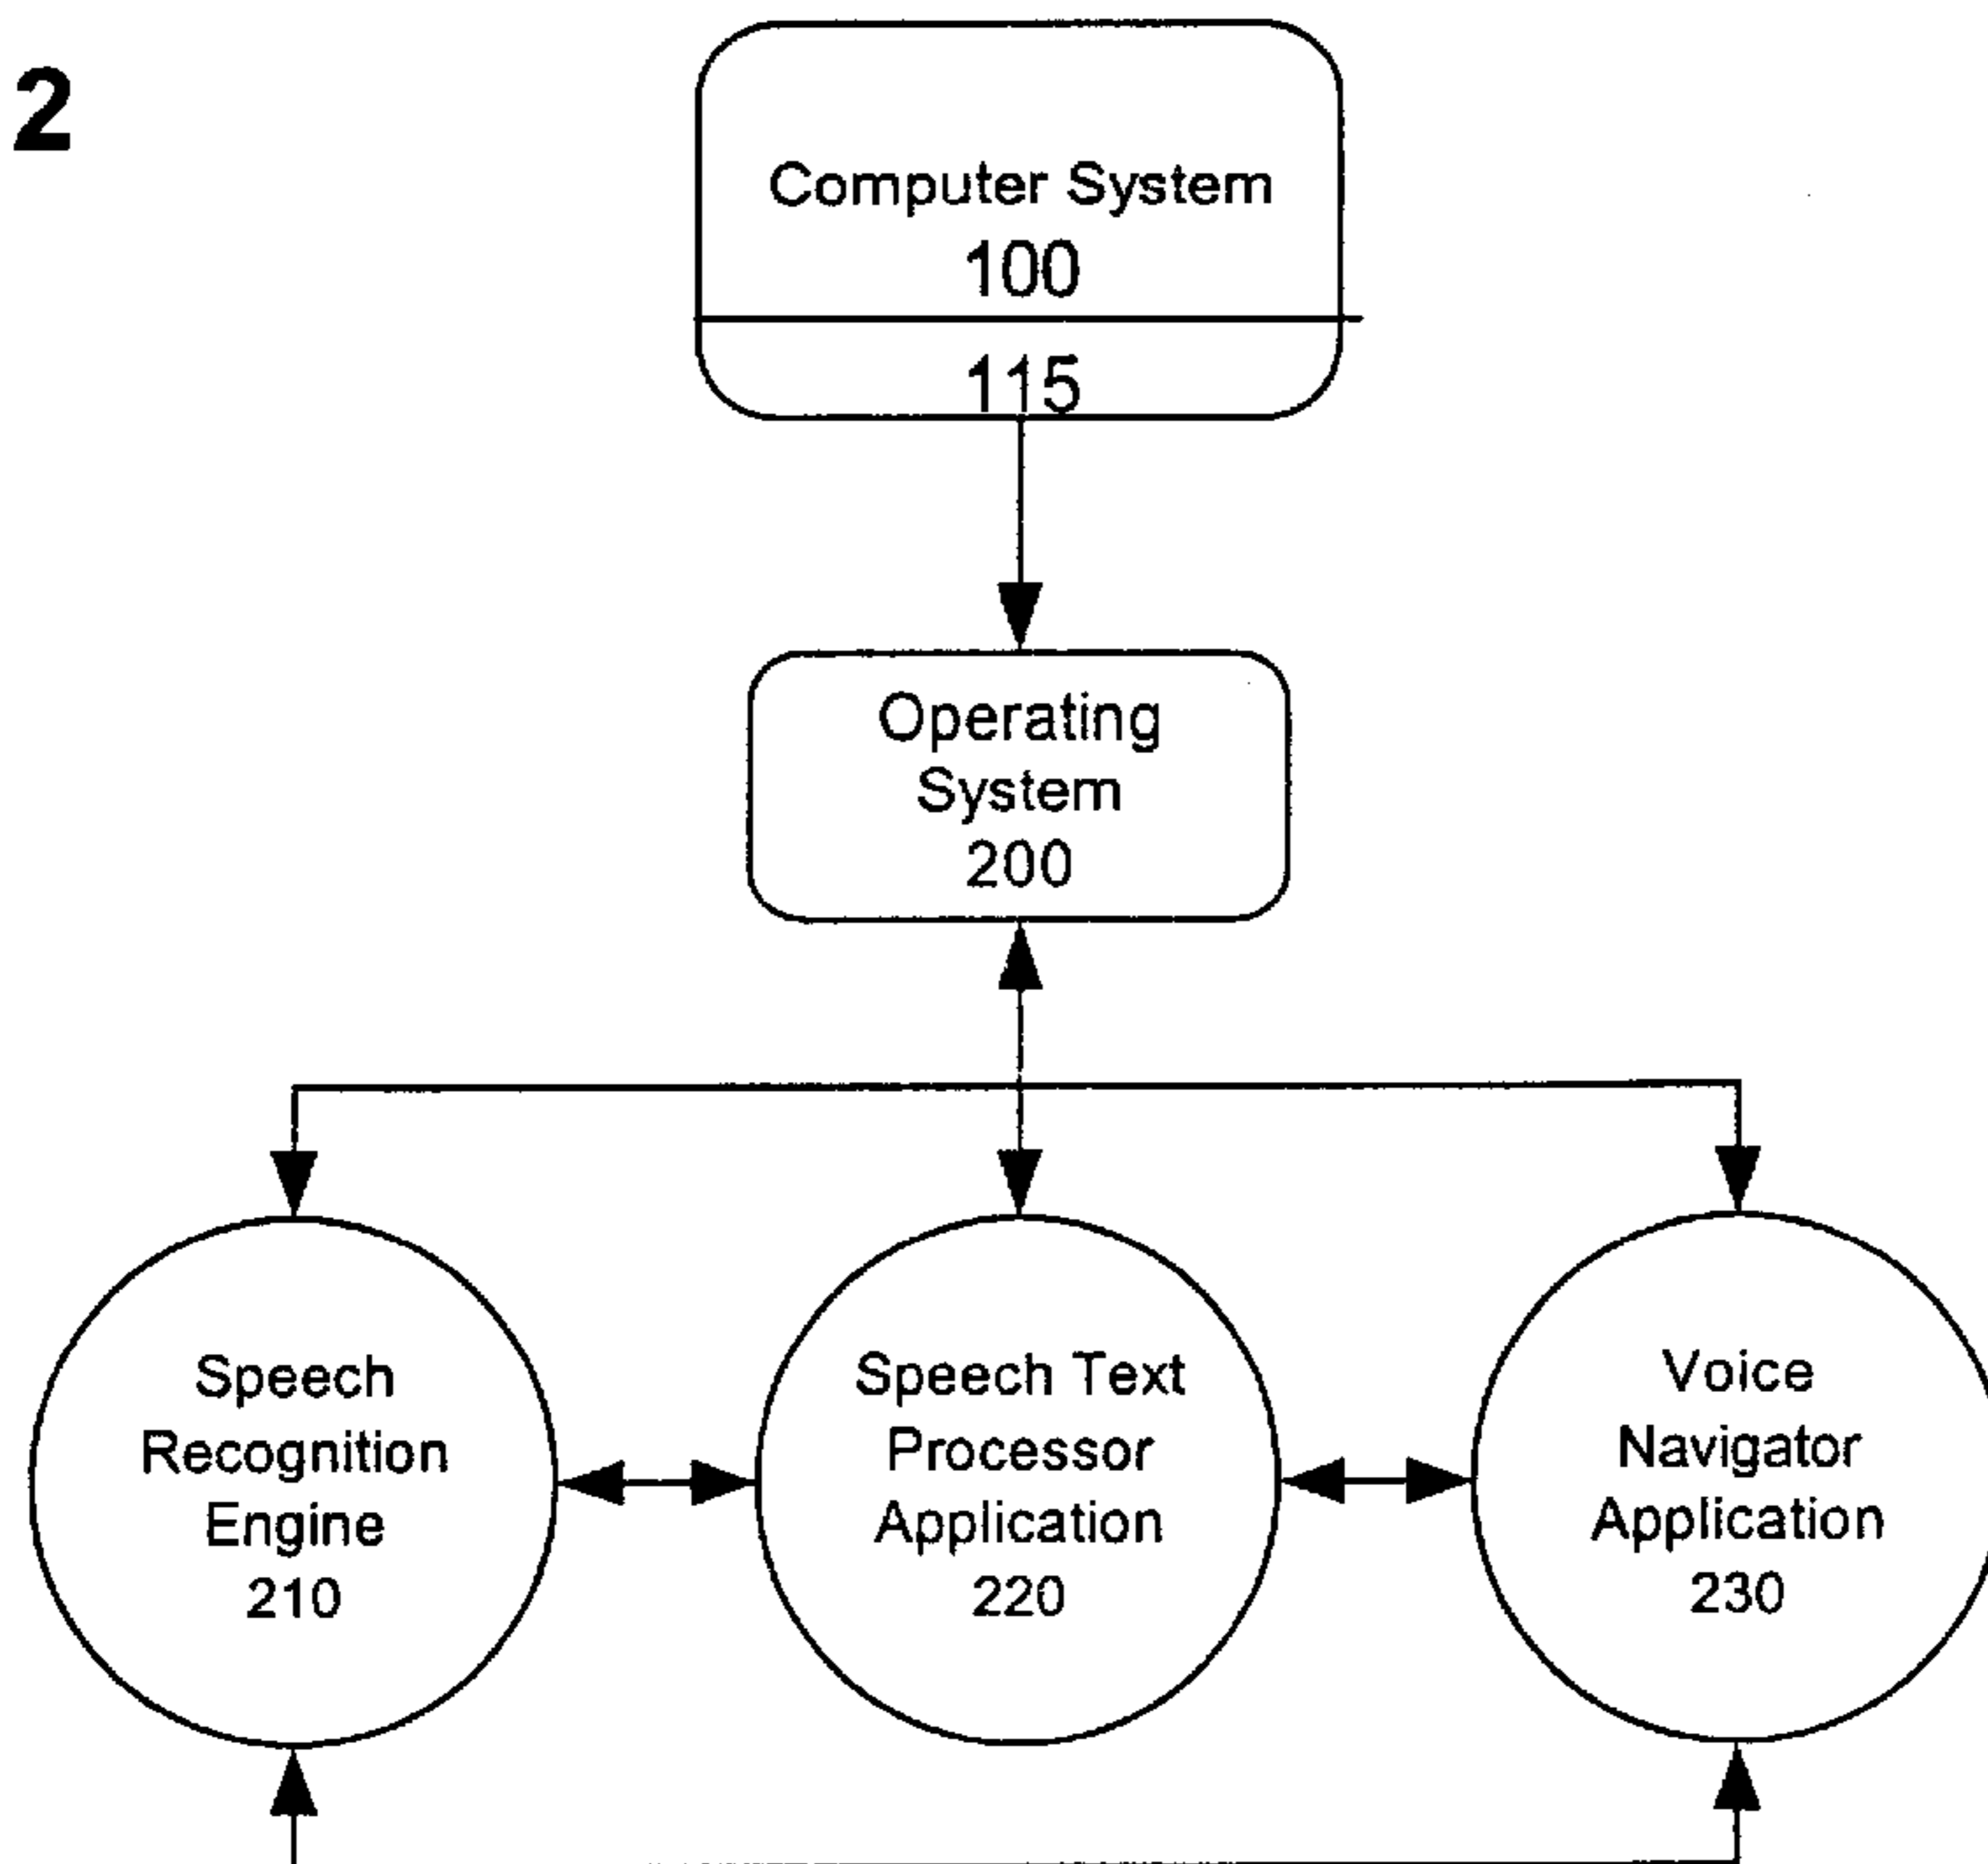 2
Computer System
100
115
Operating
System
200
Speech
Recognition
Engine
210
Speech Text
Processor
Application
220
Voice
Navigator
Application
230